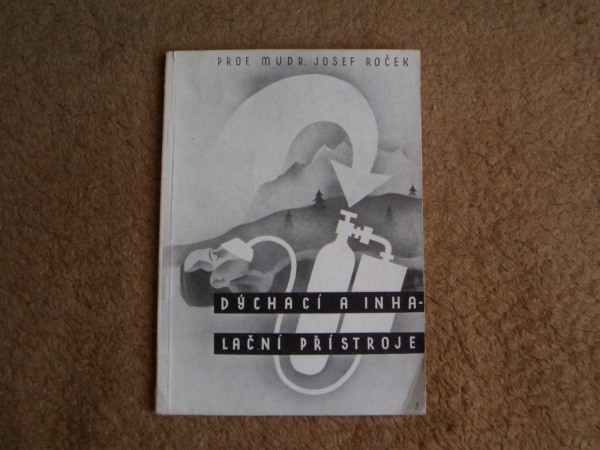 PROF. MUDR. JOSEF ROČEK
DÝCHACÍ A INHA-
LAČNÍ PŘÍSTROJE